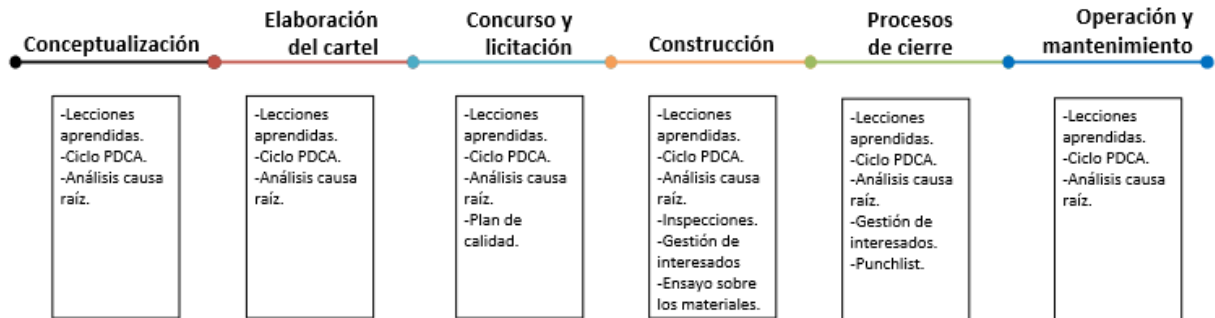 Conceptualización
Elaboración
del cartel
Concurso y
licitación
Construcción
Procesos
de cierre
Operación y
mantenimiento
-Lecciones
aprendidas.
-Ciclo PDCA.
-Análisis causa
raíz.
-Lecciones
aprendidas.
-Ciclo PDCA.
-Análisis causa
raíz.
-Lecciones
aprendidas.
-Ciclo PDCA.
-Análisis causa
raíz.
-Plan de
calidad.
-Lecciones
aprendidas.
-Ciclo PDCA.
-Análisis causa
raíz.
-Inspecciones.
-Gestión de
interesados
-Ensayo sobre
los materiales.
-Lecciones
aprendidas.
-Ciclo PDCA.
-Análisis causa
raíz.
-Gestión de
interesados.
-Punchlist.
-Lecciones
aprendidas.
-Ciclo PDCA.
-Análisis causa
raíz.